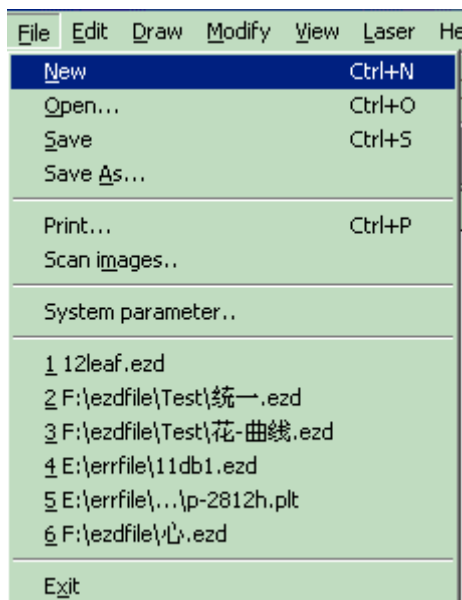 File Edit Draw Modify View Laser He
New Ctrl+N
Open... Ctrl+O
Save Ctrl+S
Save As...
Print... Ctrl+P
Scan images..
System parameter..
1 12leaf.ezd
2 F:\ezdfile\Test\统一.ezd
3 F:\ezdfile\Test\花-曲线.ezd
4 E:\errfile\11db1.ezd
5 E:\errfile\...\p-2812h.plt
6 F:\ezdfile\心.ezd
Exit